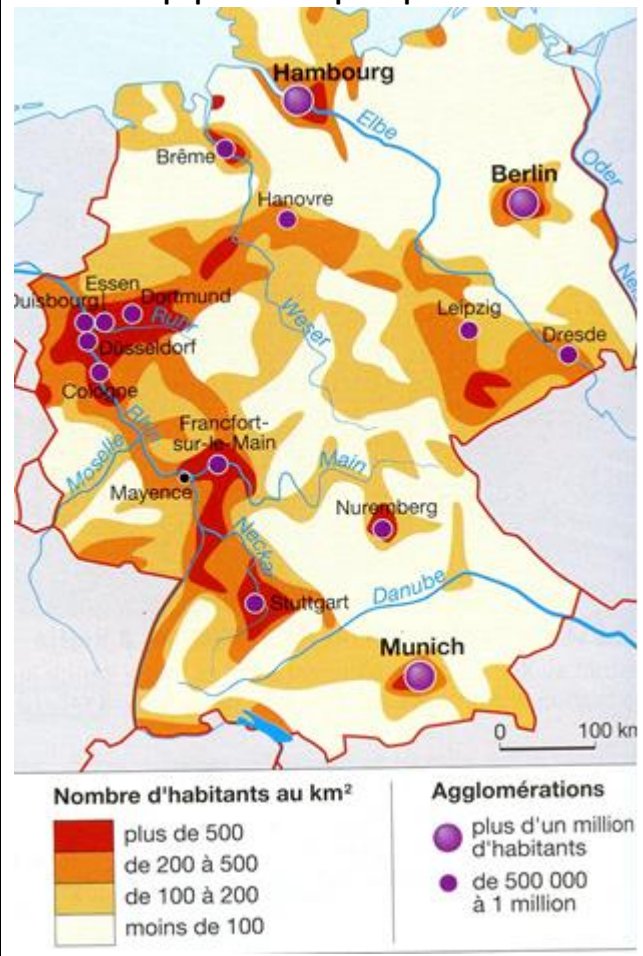 Hambourg
Elbe
Brême
Oder
Berlin
Hanovre
Essen
Duisbourg
Dortmund
Ruhr
Weser
Leipzig
Düsseldorf
Dresde
Cologne
Rhin
Francfort-
sur-le-Main
Moselle
Main
Mayence
Nuremberg
Neckar
Danube
Stuttgart
Munich
0 100 km
Nombre d'habitants au km²
plus de 500
de 200 à 500
de 100 à 200
moins de 100
Agglomérations
plus d'un million
d'habitants
de 500 000
à 1 million